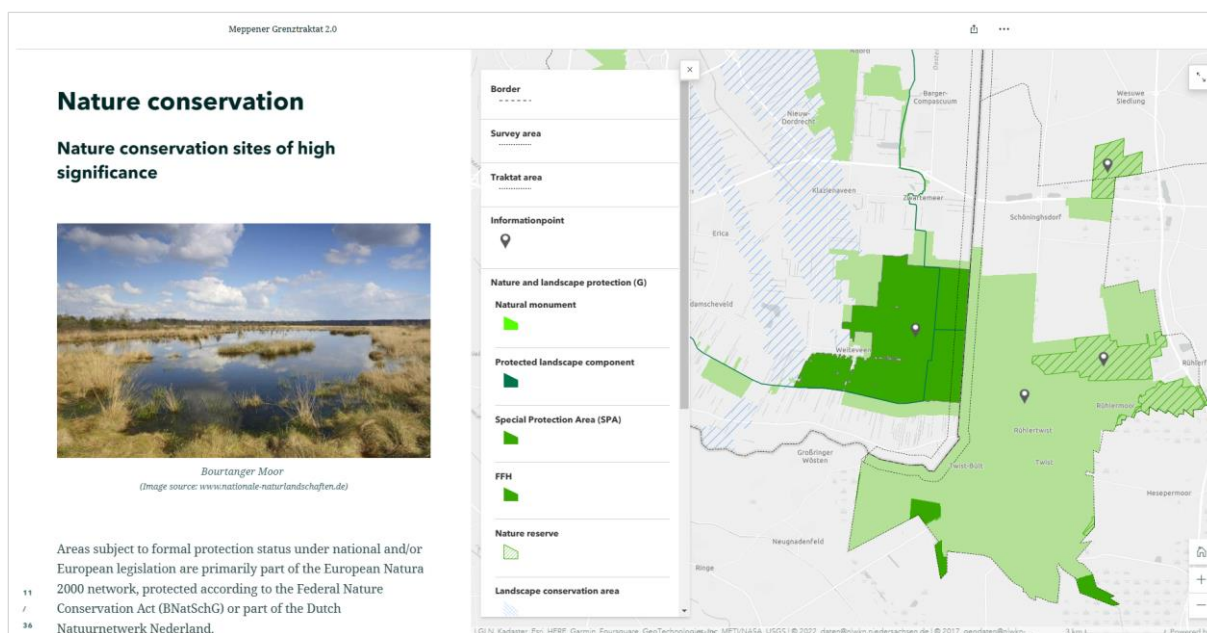 Meppener Grenztraktat 2.0
Nature conservation
Nature conservation sites of high
significance
Bourtanger Moor
(Image source: www.nationale-naturlandschaften.de)
Areas subject to formal protection status under national and/or
European legislation are primarily part of the European Natura
2000 network, protected according to the Federal Nature
Conservation Act (BNatSchG) or part of the Dutch
Natuurnetwerk Nederland.
11
/
36
Border
Survey area
Traktat area
Informationpoint
Nature and landscape protection (G)
Natural monument
Protected landscape component
Special Protection Area (SPA)
FFH
Nature reserve
Landscape conservation area
Noord
Barger-
Compascuum
Wesuwe
Siedlung
Nieuw-
Dordrecht
Klazienaveen
Zwartemeer
Schöninghsdorf
Erica
damscheveld
Weiteveen
Rühlerf
Rühlermoor
Rühlertwist
Großringer
Wösten
Twist-Bült
Twist
Hesepermoor
Neugnadenfeld
Ringe